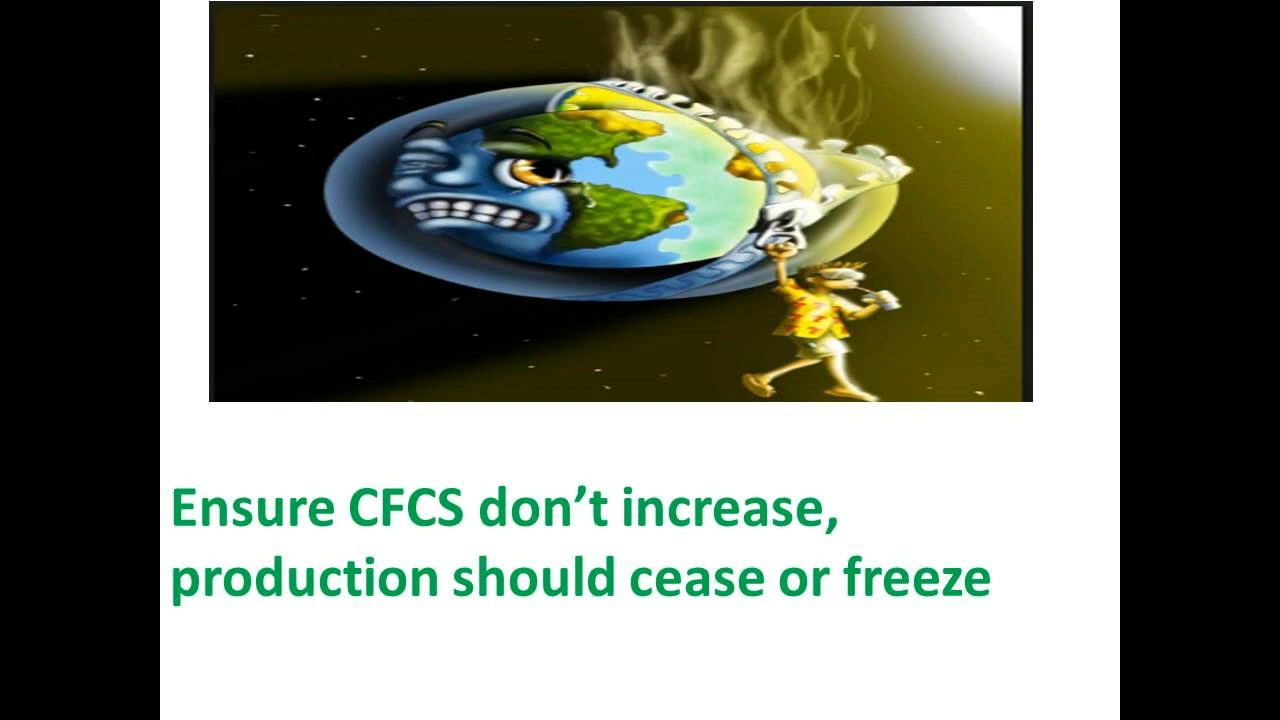 Ensure CFCS don’t increase,
production should cease or freeze